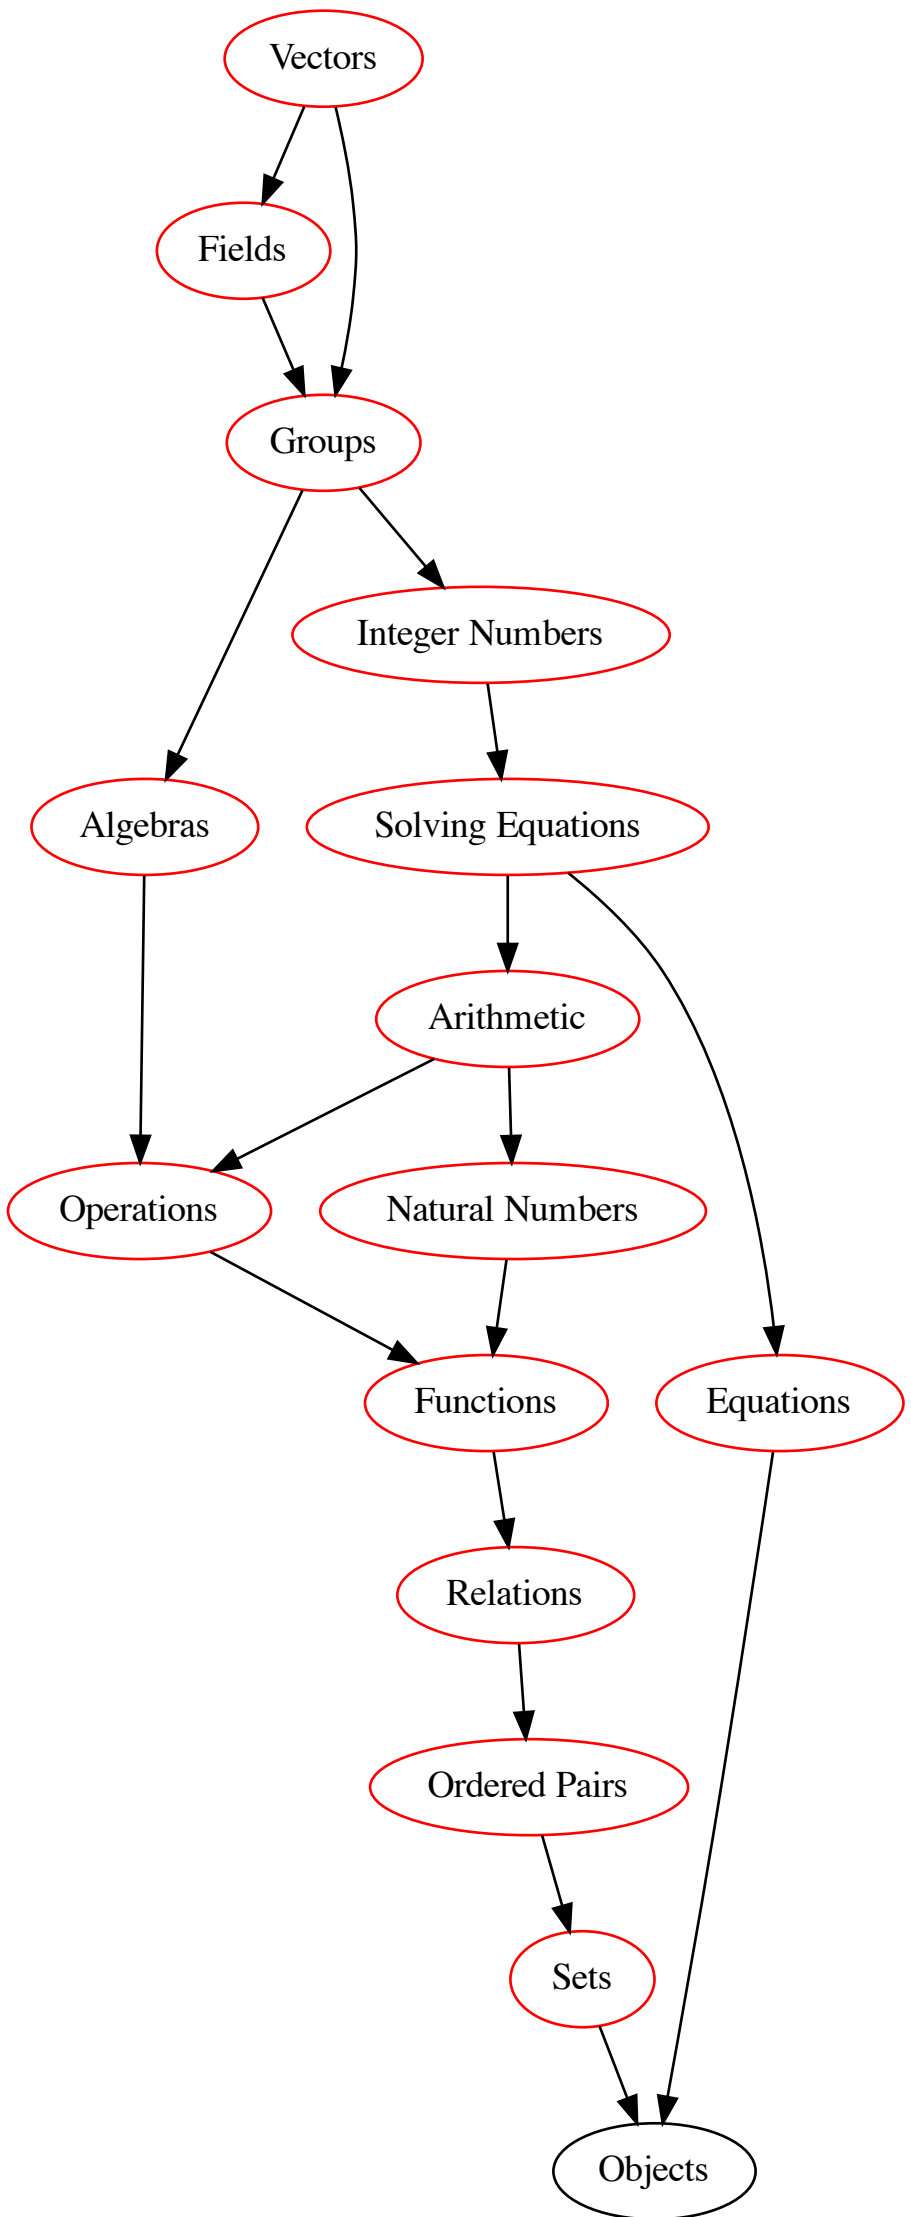 Vectors
Fields
Groups
Integer Numbers
Algebras
Solving Equations
Arithmetic
Operations
Natural Numbers
Functions
Equations
Relations
Ordered Pairs
Sets
Objects